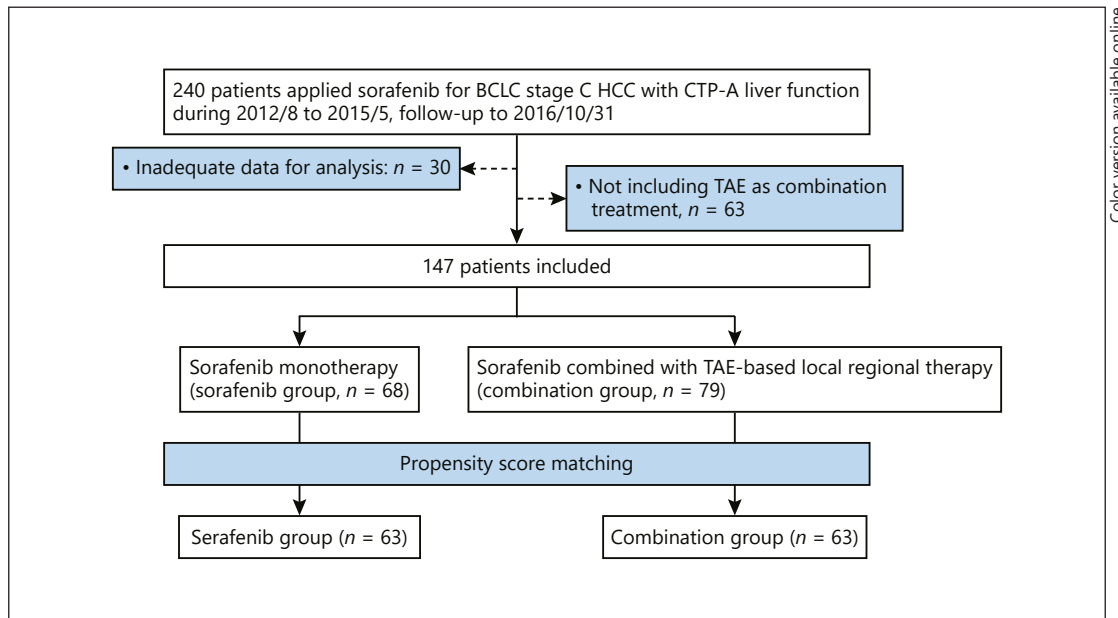 240 patients applied sorafenib for BCLC stage C HCC with CTP-A liver function
during 2012/8 to 2015/5, follow-up to 2016/10/31
• Inadequate data for analysis: n = 30
• Not including TAE as combination
treatment, n = 63
147 patients included
Sorafenib monotherapy
(sorafenib group, n = 68)
Sorafenib combined with TAE-based local regional therapy
(combination group, n = 79)
Propensity score matching
Serafenib group (n = 63)
Combination group (n = 63)
Color version available online